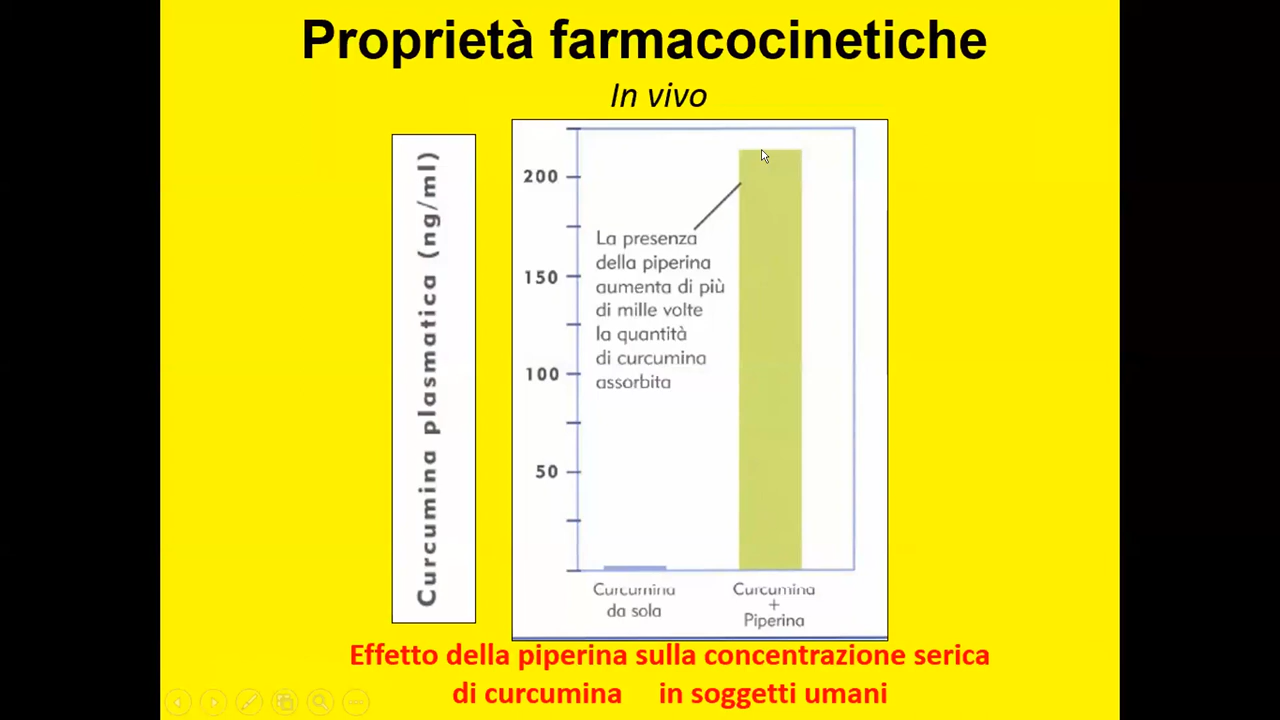 Proprietà farmacocinetiche
In vivo
Curcumina plasmatica (ng/ml)
200
150
100
50
La presenza
della piperina
aumenta di più
di mille volte
la quantità
di curcumina
assorbita
Curcumina
da sola
Curcumina
+
Piperina
Effetto della piperina sulla concentrazione serica
di curcumina in soggetti umani